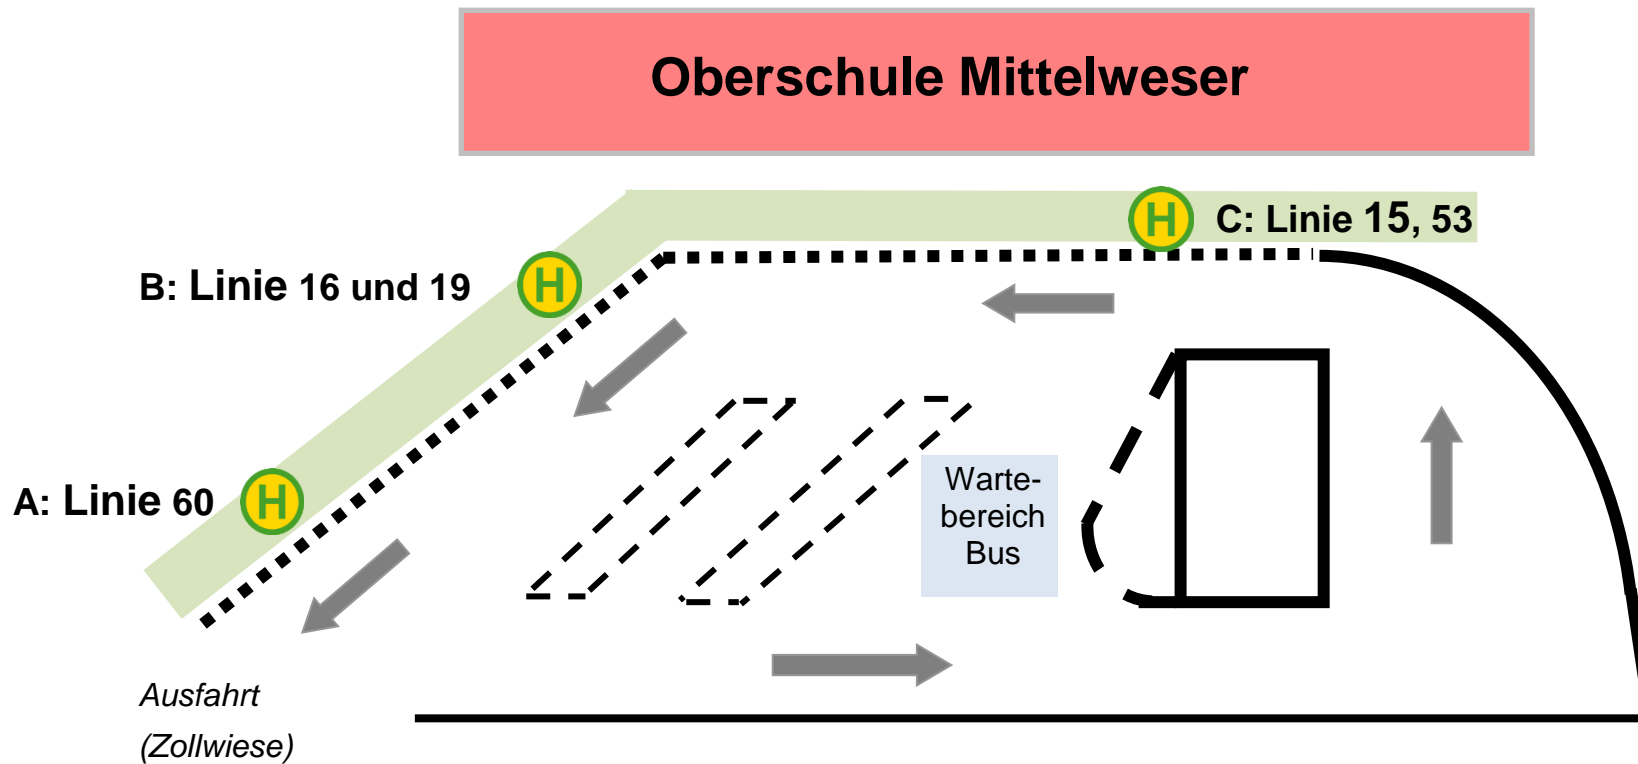 Oberschule Mittelweser
H
C: Linie 15, 53
B: Linie 16 und 19
H
Warte-
bereich
Bus
A: Linie 60
H
Ausfahrt
(Zollwiese)